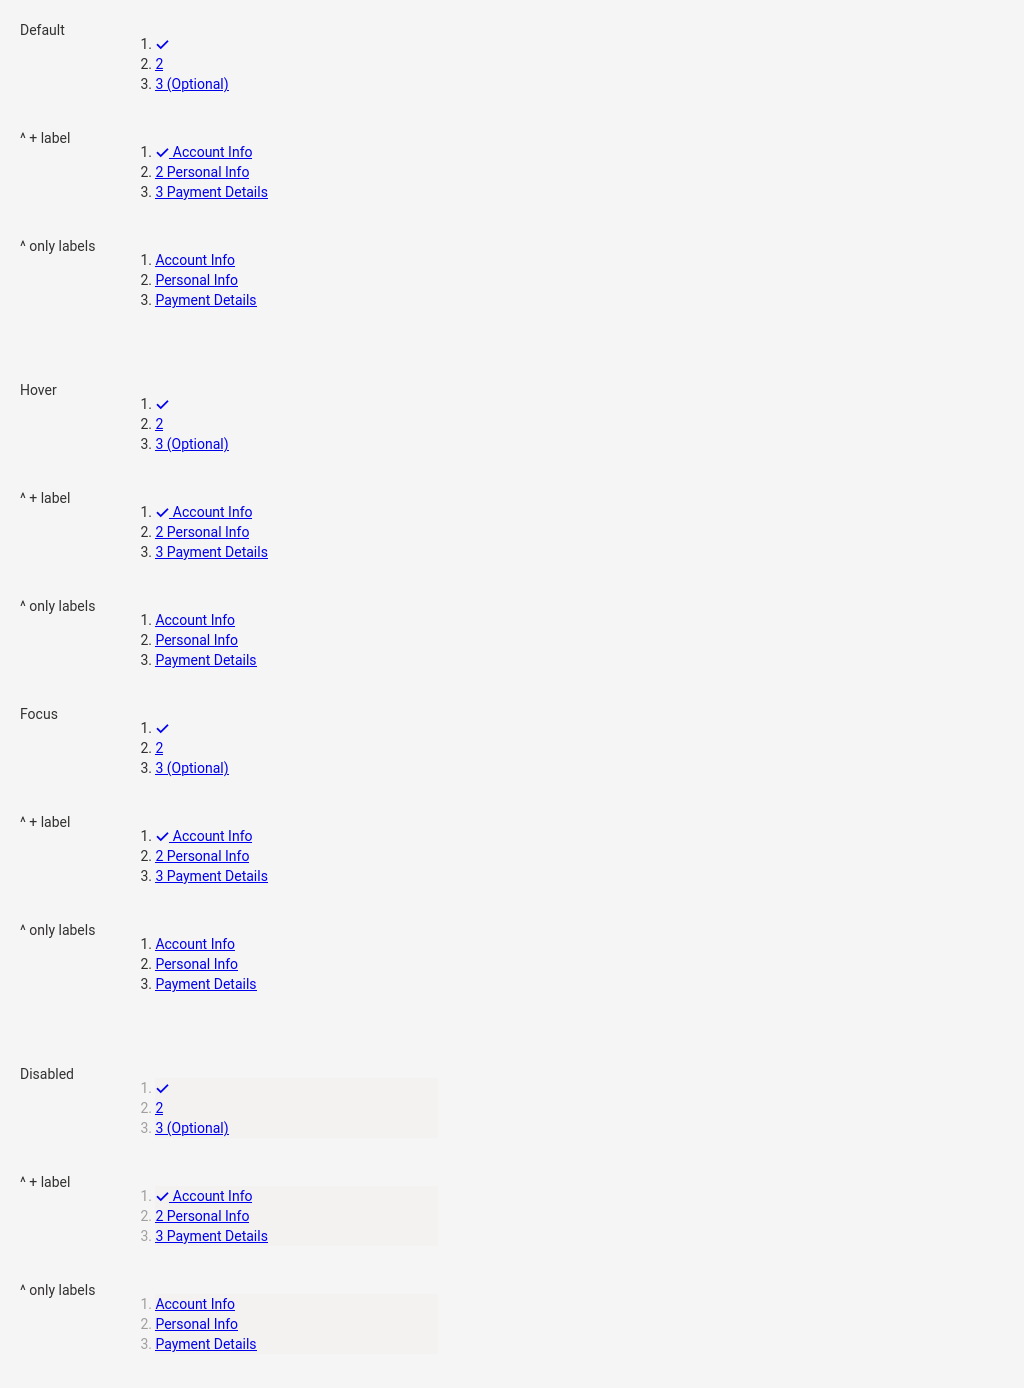 Default
1. ✓
2. 2
3. 3 (Optional)
^ + label
1. ✓ Account Info
2. 2 Personal Info
3. 3 Payment Details
^ only labels
1. Account Info
2. Personal Info
3. Payment Details
Hover
1. ✓
2. 2
3. 3 (Optional)
^ + label
1. ✓ Account Info
2. 2 Personal Info
3. 3 Payment Details
^ only labels
1. Account Info
2. Personal Info
3. Payment Details
Focus
1. ✓
2. 2
3. 3 (Optional)
^ + label
1. ✓ Account Info
2. 2 Personal Info
3. 3 Payment Details
^ only labels
1. Account Info
2. Personal Info
3. Payment Details
Disabled
1. ✓
2. 2
3. 3 (Optional)
^ + label
1. ✓ Account Info
2. 2 Personal Info
3. 3 Payment Details
^ only labels
1. Account Info
2. Personal Info
3. Payment Details